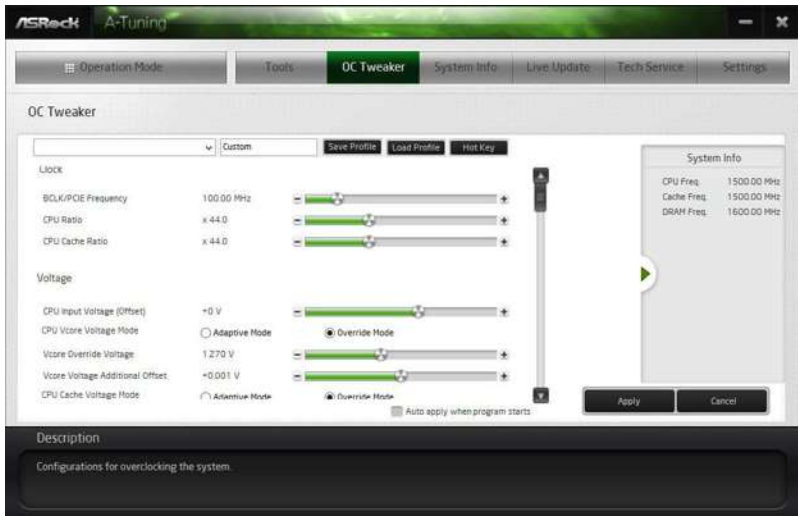 ASRock A-Tuning
Operation Mode Tools OC Tweaker System Info Live Update Tech Service Settings
OC Tweaker
Custom Save Profile Load Profile Hot Key
Clock
BCLK/PCIE Frequency 100.00 MHz
CPU Ratio x 44.0
CPU Cache Ratio x 44.0
Voltage
CPU Input Voltage (Offset) +0 V
CPU Vcore Voltage Mode Adaptive Mode Override Mode
Vcore Override Voltage 1.270 V
Vcore Voltage Additional Offset +0.001 V
CPU Cache Voltage Mode Adaptive Mode Override Mode
Auto apply when program starts
System Info
CPU Freq. 1500.00 MHz
Cache Freq. 1500.00 MHz
DRAM Freq. 1600.00 MHz
Apply Cancel
Description
Configurations for overclocking the system.